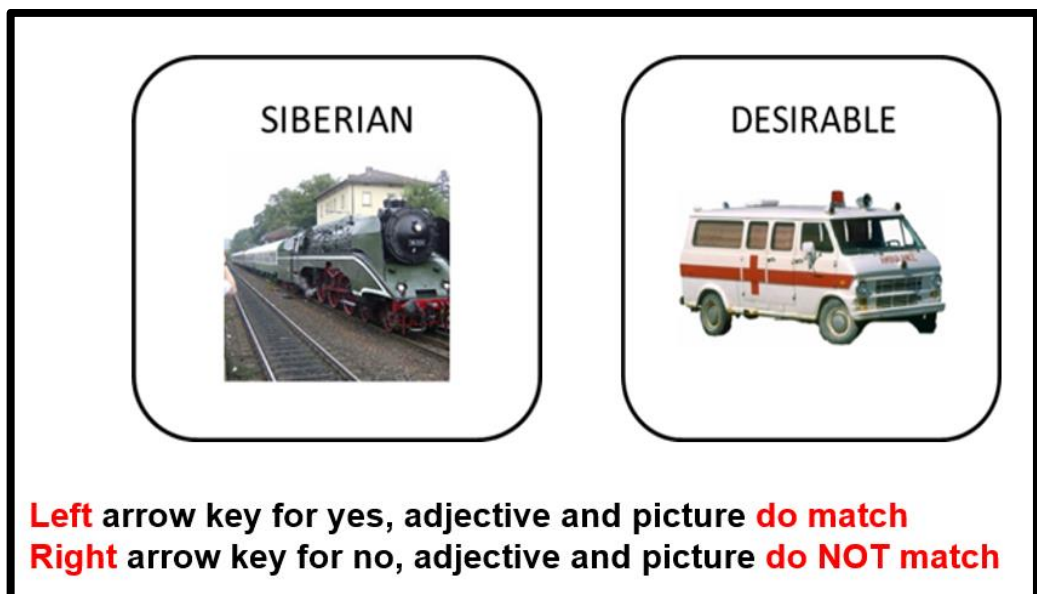 SIBERIAN
DESIRABLE
Left arrow key for yes, adjective and picture do match
Right arrow key for no, adjective and picture do NOT match